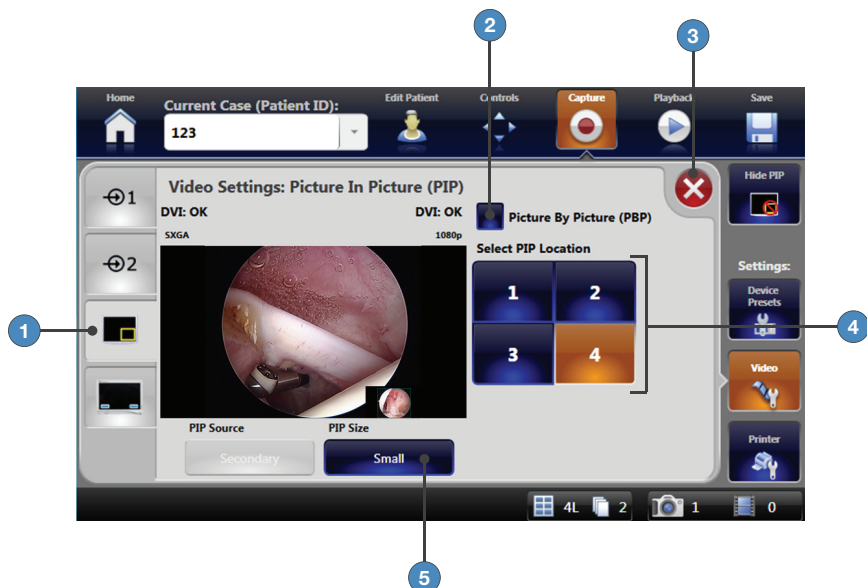 2
3
Home
Current Case (Patient ID):
Edit Patient
Controls
Capture
Playback
Save
123
1
Video Settings: Picture In Picture (PIP)
Hide PIP
DVI: OK
DVI: OK
Picture By Picture (PBP)
SXGA
1080p
2
Select PIP Location
Settings:
1
2
Device
Presets
1
4
3
4
Video
PIP Source
PIP Size
Printer
Secondary
Small
4L
2
1
0
5